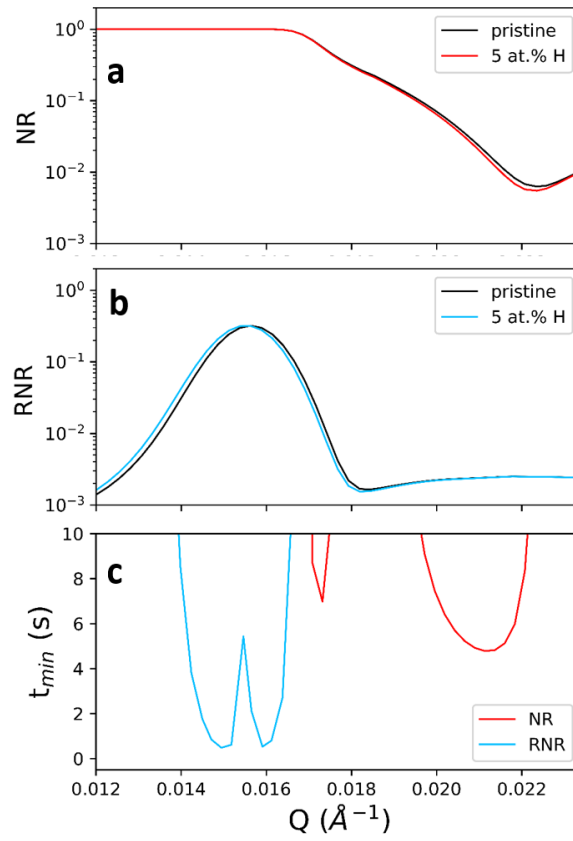 a
NR
10⁰
10⁻¹
10⁻²
10⁻³
pristine
5 at.% H
b
RNR
10⁰
10⁻¹
10⁻²
10⁻³
pristine
5 at.% H
c
t_min (s)
10
8
6
4
2
0
NR
RNR
0.012 0.014 0.016 0.018 0.020 0.022
Q (Å⁻¹)